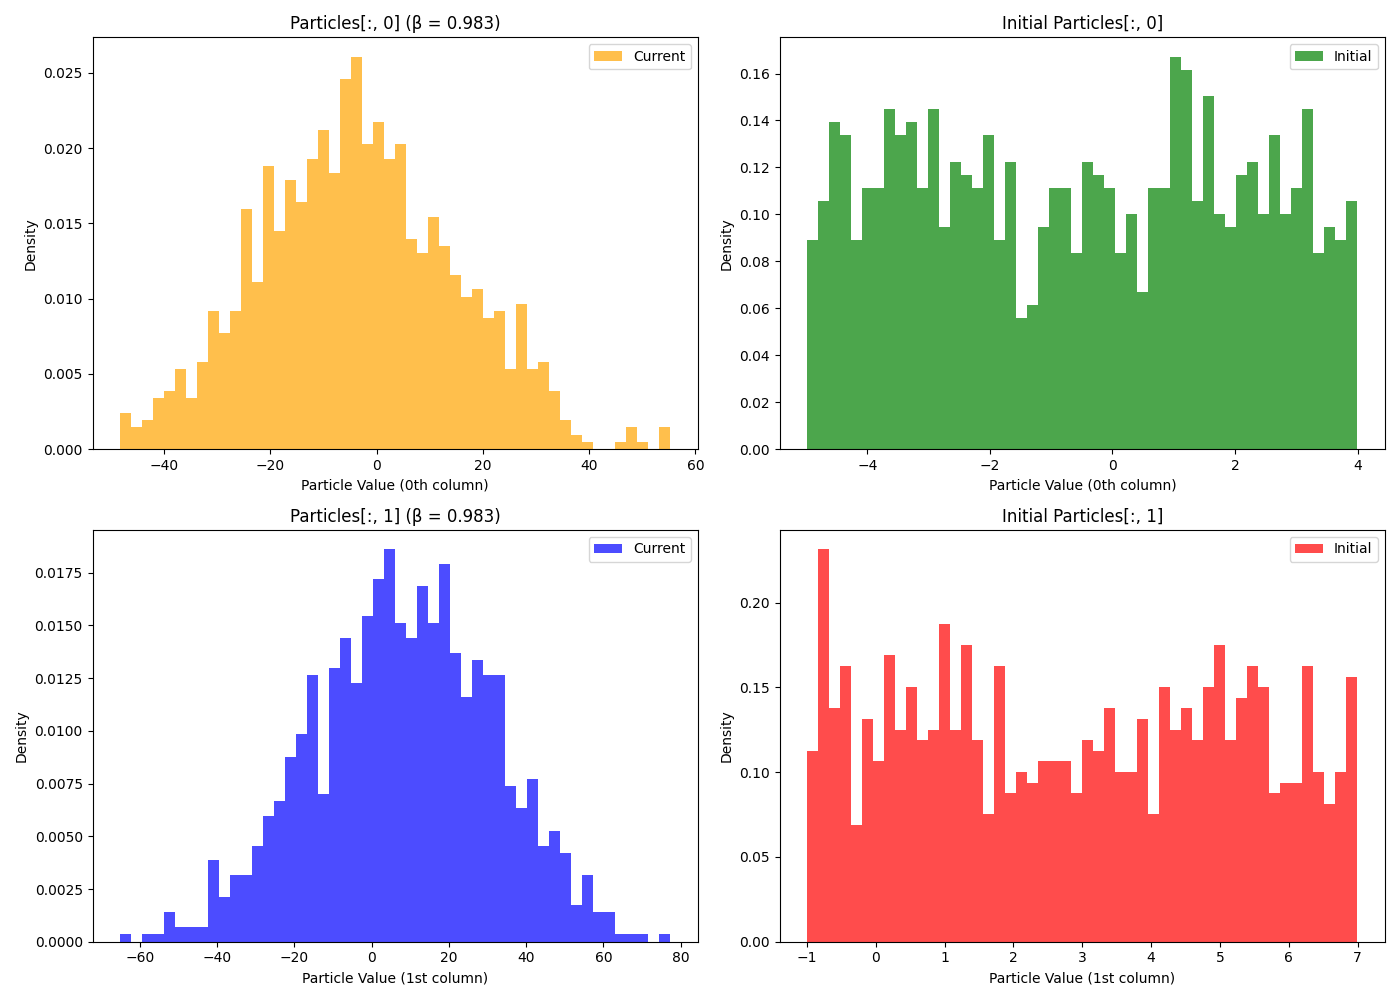 Particles[:, 0] (β = 0.983)
Current
Density
0.025
0.020
0.015
0.010
0.005
0.000
−40 −20 0 20 40 60
Particle Value (0th column)
Initial Particles[:, 0]
Initial
Density
0.16
0.14
0.12
0.10
0.08
0.06
0.04
0.02
0.00
−4 −2 0 2 4
Particle Value (0th column)
Particles[:, 1] (β = 0.983)
Current
Density
0.0175
0.0150
0.0125
0.0100
0.0075
0.0050
0.0025
0.0000
−60 −40 −20 0 20 40 60 80
Particle Value (1st column)
Initial Particles[:, 1]
Initial
Density
0.20
0.15
0.10
0.05
0.00
−1 0 1 2 3 4 5 6 7
Particle Value (1st column)